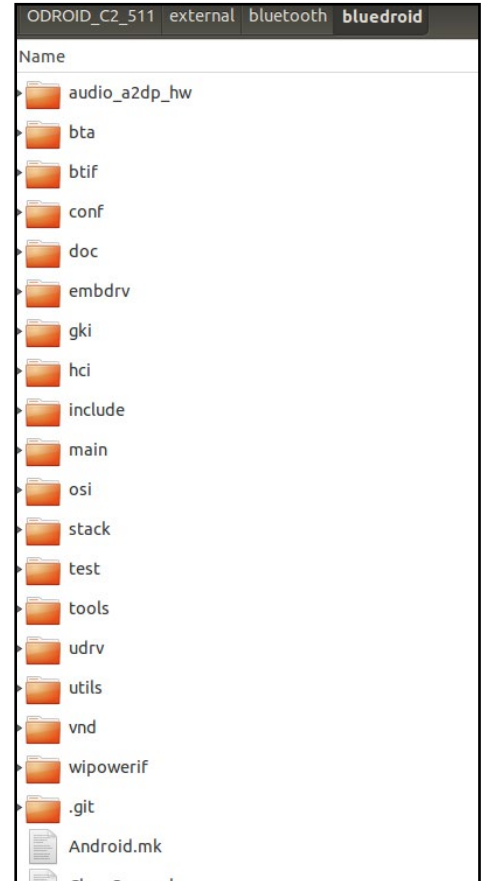 ODROID_C2_511 external bluetooth bluedroid
Name
audio_a2dp_hw
bta
btif
conf
doc
embdrv
gki
hci
include
main
osi
stack
test
tools
udrv
utils
vnd
wipowerif
.git
Android.mk